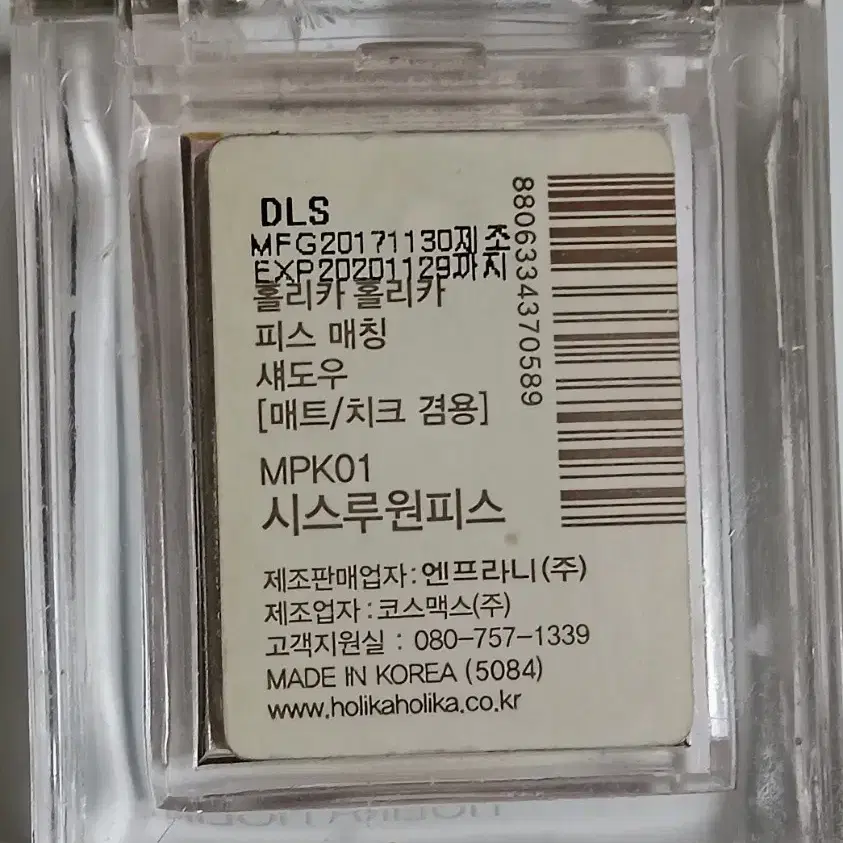 DLS
MFG20171130제조
EXP20201129까지
홀리카 홀리카
피스 매칭
섀도우
[매트/치크 겸용]
MPK01
시스루원피스
제조판매업자:엔프라니(주)
제조업자:코스맥스(주)
고객지원실 : 080-757-1339
MADE IN KOREA (5084)
www.holikaholika.co.kr
8806334370589